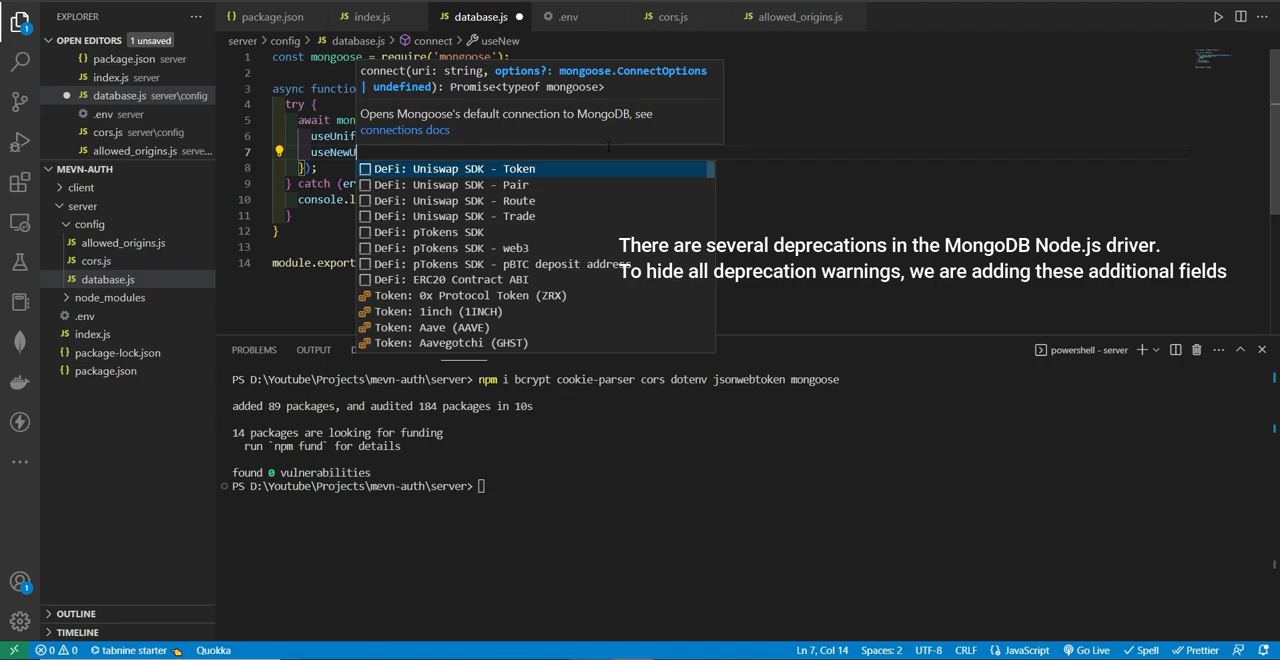 EXPLORER
package.json
index.js
database.js
.env
cors.js
allowed_origins.js
OPEN EDITORS 1 unsaved
package.json server
index.js server
database.js server\config
.env server
cors.js server\config
allowed_origins.js serve...
MEVN-AUTH
client
server
config
allowed_origins.js
cors.js
database.js
node_modules
.env
index.js
package-lock.json
package.json
OUTLINE
TIMELINE
server > config > database.js > connect > useNew
1 const mongoose = require('mongoose');
2
3 async functio
4 try {
5 await mon
6 useUnif
7 useNewU
8 });
9 } catch (er
10 console.l
11 }
12 }
13
14 module.export
connect(uri: string, options?: mongoose.ConnectOptions
| undefined): Promise<typeof mongoose>
Opens Mongoose's default connection to MongoDB, see
connections docs
DeFi: Uniswap SDK - Token
DeFi: Uniswap SDK - Pair
DeFi: Uniswap SDK - Route
DeFi: Uniswap SDK - Trade
DeFi: pTokens SDK
DeFi: pTokens SDK - web3
DeFi: pTokens SDK - pBTC deposit address
DeFi: ERC20 Contract ABI
Token: 0x Protocol Token (ZRX)
Token: 1inch (1INCH)
Token: Aave (AAVE)
Token: Aavegotchi (GHST)
There are several deprecations in the MongoDB Node.js driver.
To hide all deprecation warnings, we are adding these additional fields
PROBLEMS OUTPUT
powershell - server
PS D:\Youtube\Projects\mevn-auth\server> npm i bcrypt cookie-parser cors dotenv jsonwebtoken mongoose
added 89 packages, and audited 184 packages in 10s
14 packages are looking for funding
run `npm fund` for details
found 0 vulnerabilities
PS D:\Youtube\Projects\mevn-auth\server>
0 0 tabnine starter Quokka Ln 7, Col 14 Spaces: 2 UTF-8 CRLF JavaScript Go Live Spell Prettier